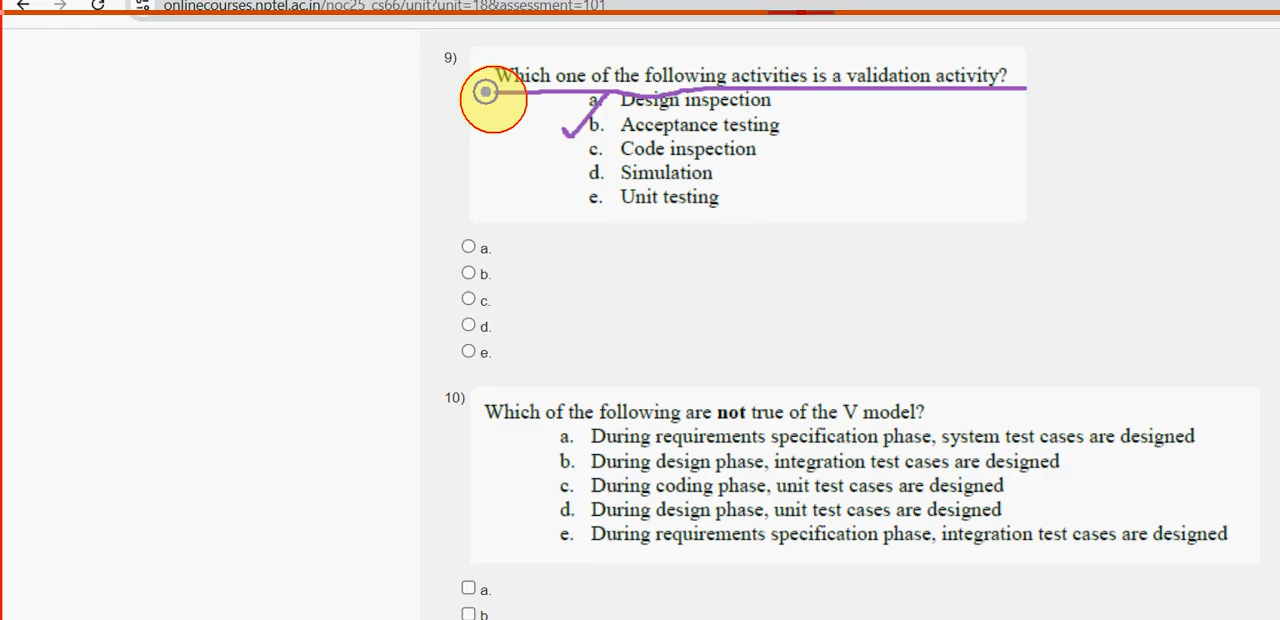 onlinecourses.nptel.ac.in/noc25_cs66/unit?unit=18&assessment=101
9)
Which one of the following activities is a validation activity?
a. Design inspection
b. Acceptance testing
c. Code inspection
d. Simulation
e. Unit testing
a.
b.
c.
d.
e.
10)
Which of the following are not true of the V model?
a. During requirements specification phase, system test cases are designed
b. During design phase, integration test cases are designed
c. During coding phase, unit test cases are designed
d. During design phase, unit test cases are designed
e. During requirements specification phase, integration test cases are designed
a.
b